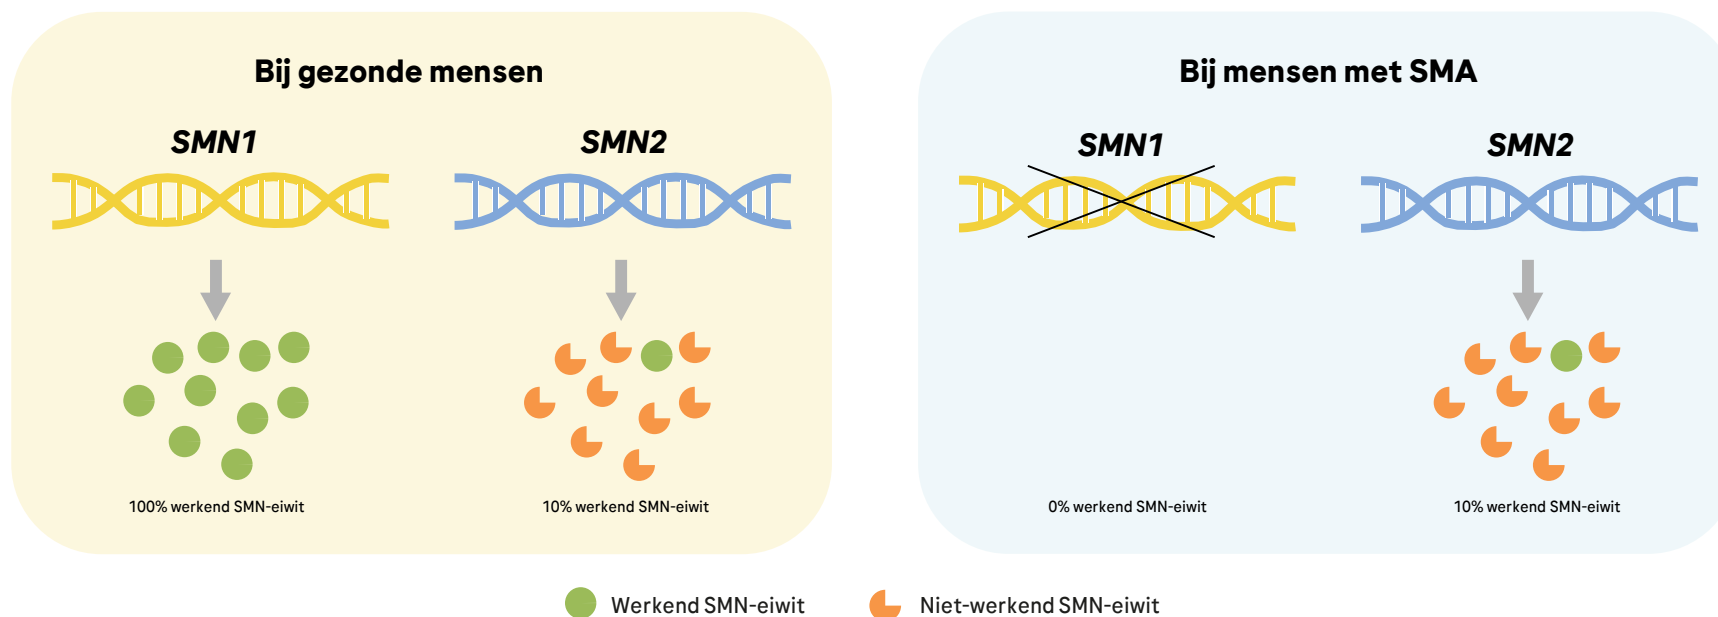 Bij gezonde mensen
SMN1
SMN2
100% werkend SMN-eiwit
10% werkend SMN-eiwit
Bij mensen met SMA
SMN1
SMN2
0% werkend SMN-eiwit
10% werkend SMN-eiwit
Werkend SMN-eiwit
Niet-werkend SMN-eiwit